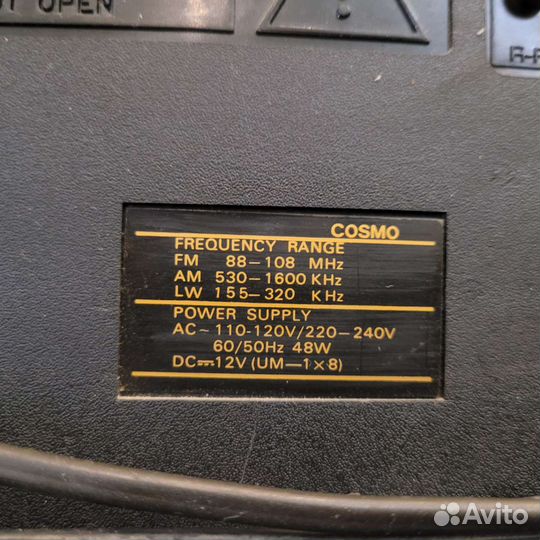 OPEN
COSMO
FREQUENCY RANGE
FM 88–108 MHz
AM 530–1600 KHz
LW 155–320 KHz
POWER SUPPLY
AC ~ 110-120V/220–240V
60/50Hz 48W
DC⎓12V (UM—1×8)
Avito